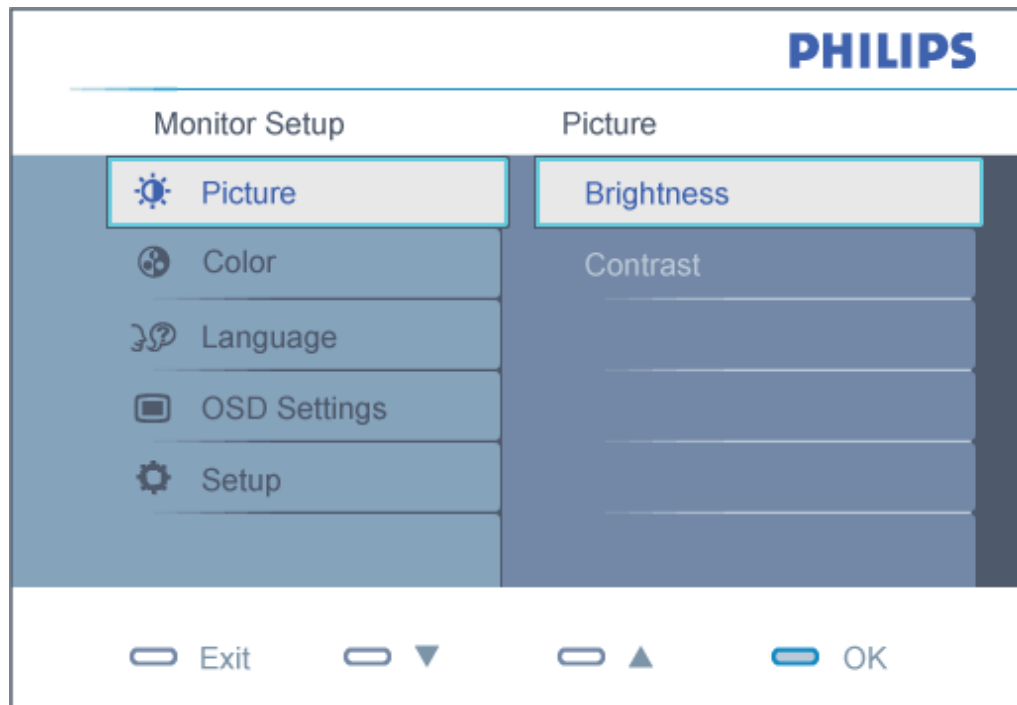 PHILIPS
Monitor Setup Picture
Picture Brightness
Color Contrast
Language
OSD Settings
Setup
Exit ▼ ▲ OK